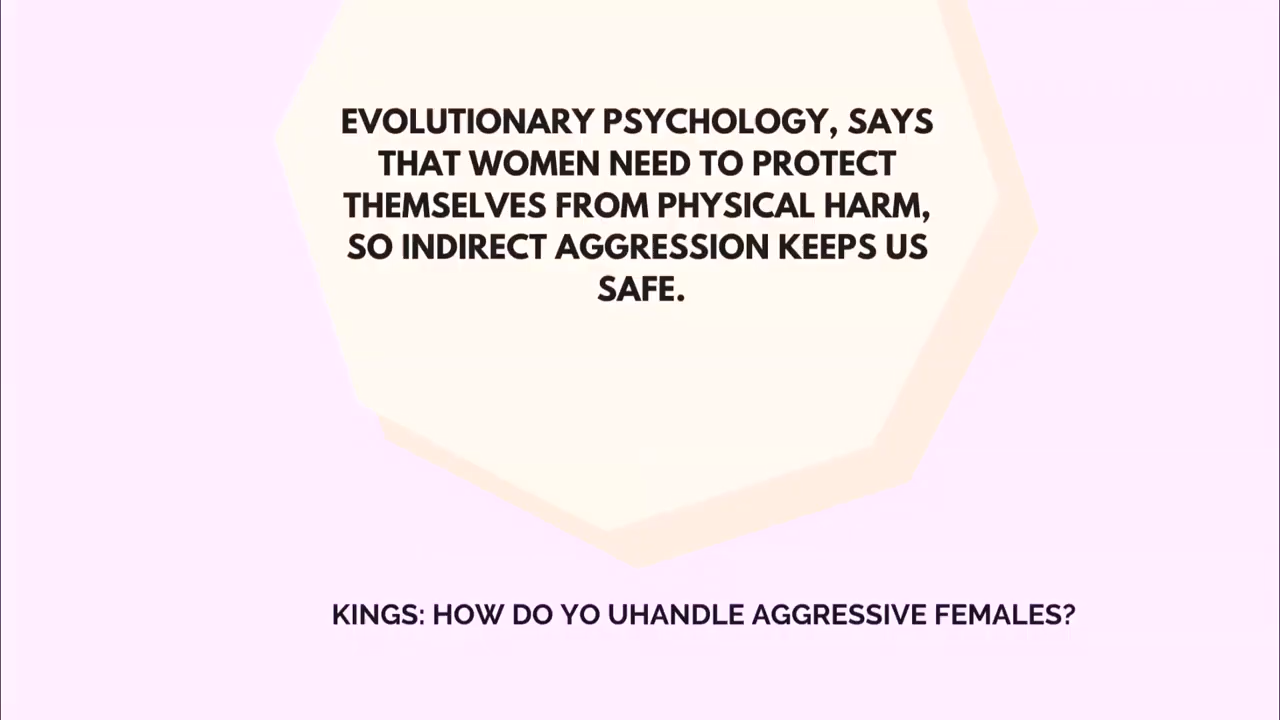 EVOLUTIONARY PSYCHOLOGY, SAYS
THAT WOMEN NEED TO PROTECT
THEMSELVES FROM PHYSICAL HARM,
SO INDIRECT AGGRESSION KEEPS US
SAFE.
KINGS: HOW DO YO UHANDLE AGGRESSIVE FEMALES?